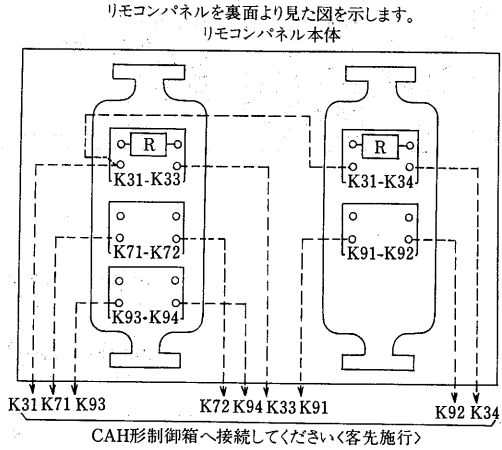 リモコンパネルを裏面より見た図を示します。
リモコンパネル本体
R
R
K31-K33
K31-K34
K71-K72
K91-K92
K93-K94
K31 K71 K93 K72 K94 K33 K91 K92 K34
CAH形制御箱へ接続してください〈客先施行〉